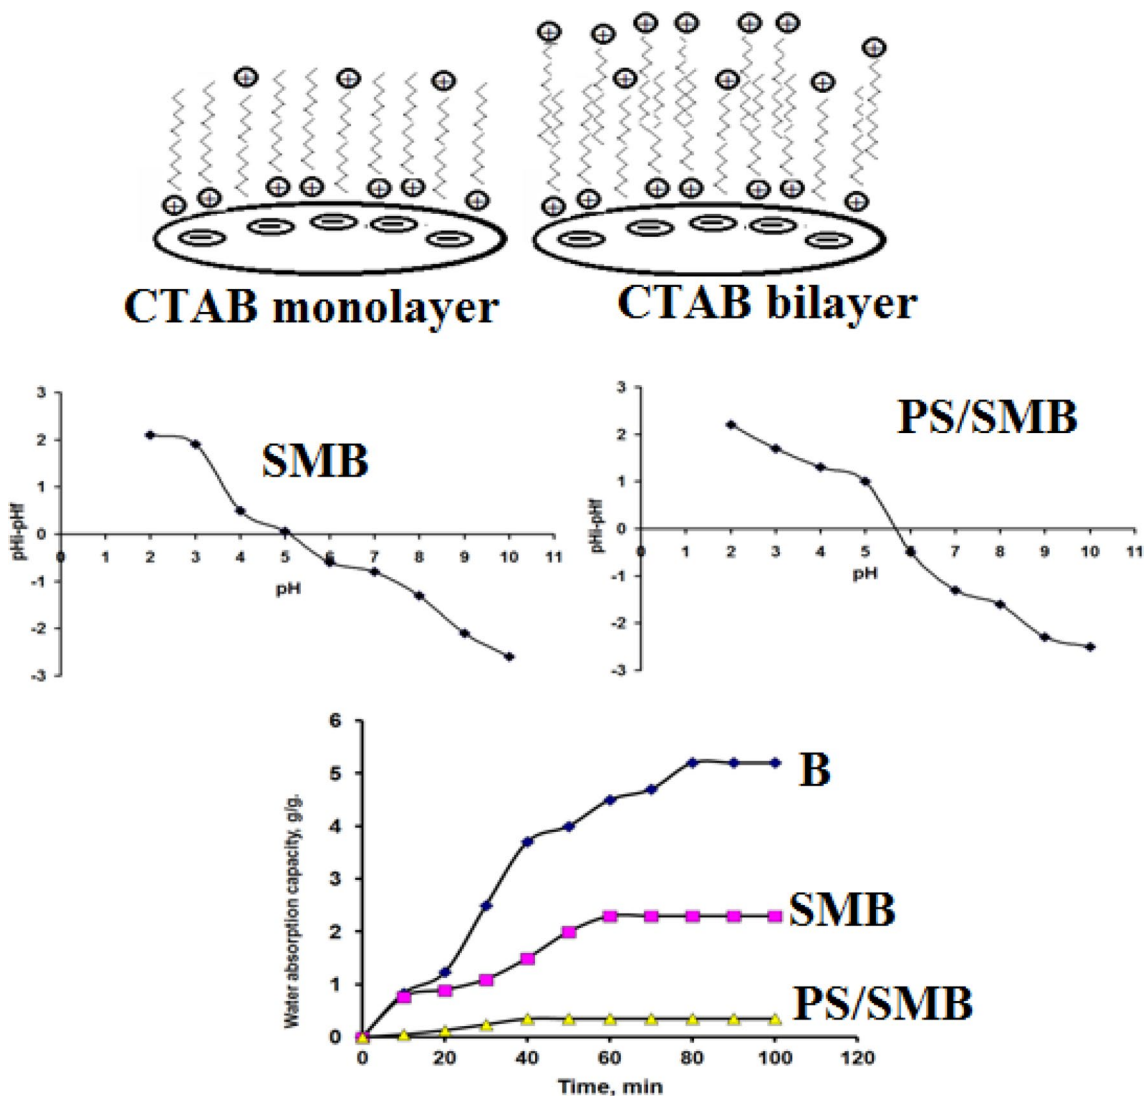 CTAB monolayer
CTAB bilayer
3
2
1
0
-1
-2
-3
pHi-pHf
0 1 2 3 4 5 6 7 8 9 10 11
pH
SMB
3
2
1
0
-1
-2
-3
pHi-pHf
0 1 2 3 4 5 6 7 8 9 10 11
pH
PS/SMB
6
5
4
3
2
1
0
Water absorption capacity, g/g.
B
SMB
PS/SMB
0 20 40 60 80 100 120
Time, min